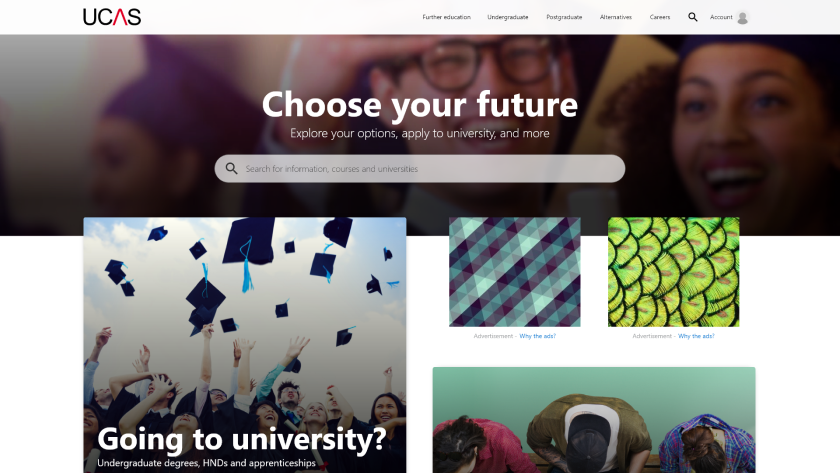 UCAS
Further education
Undergraduate
Postgraduate
Alternatives
Careers
Account
Choose your future
Explore your options, apply to university, and more
Search for information, courses and universities
Advertisement - Why the ads?
Advertisement - Why the ads?
Going to university?
Undergraduate degrees, HNDs and apprenticeships